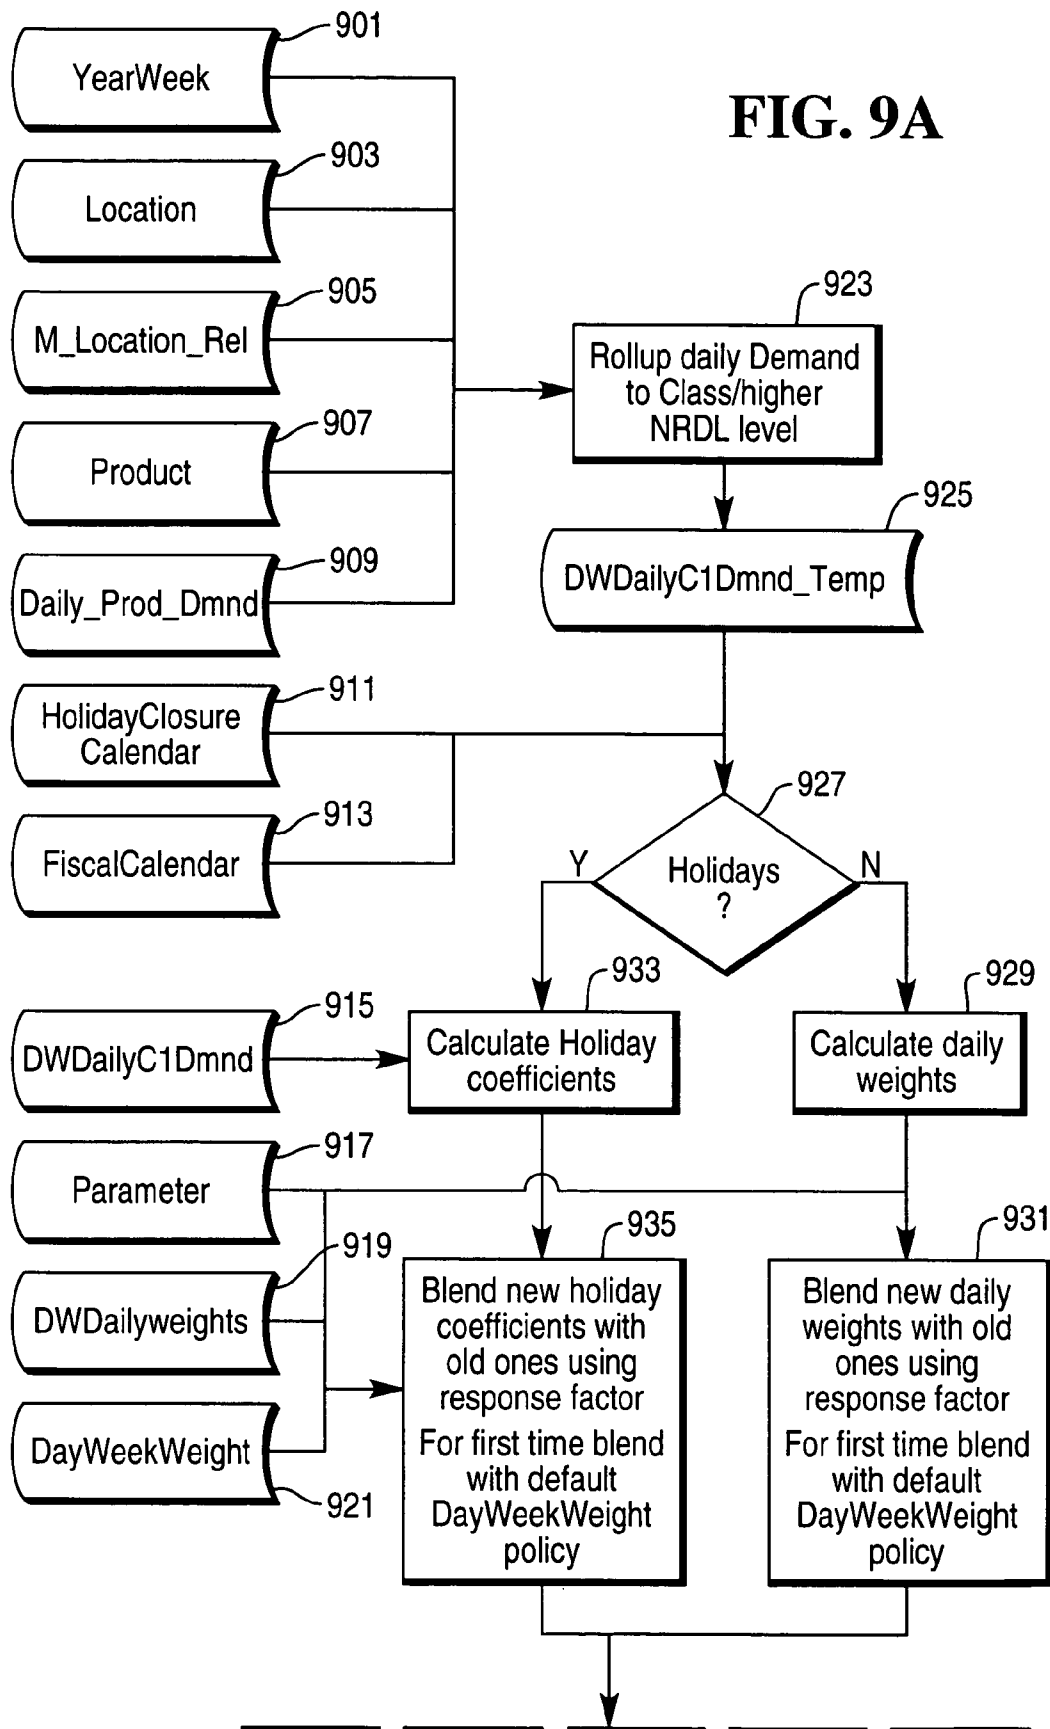 FIG. 9A
901
YearWeek
903
Location
905
M_Location_Rel
907
Product
909
Daily_Prod_Dmnd
911
HolidayClosure
Calendar
913
FiscalCalendar
915
DWDailyC1Dmnd
917
Parameter
919
DWDailyweights
DayWeekWeight
921
923
Rollup daily Demand
to Class/higher
NRDL level
925
DWDailyC1Dmnd_Temp
927
Holidays
?
Y
N
933
Calculate Holiday
coefficients
929
Calculate daily
weights
935
Blend new holiday
coefficients with
old ones using
response factor
For first time blend
with default
DayWeekWeight
policy
931
Blend new daily
weights with old
ones using
response factor
For first time blend
with default
DayWeekWeight
policy